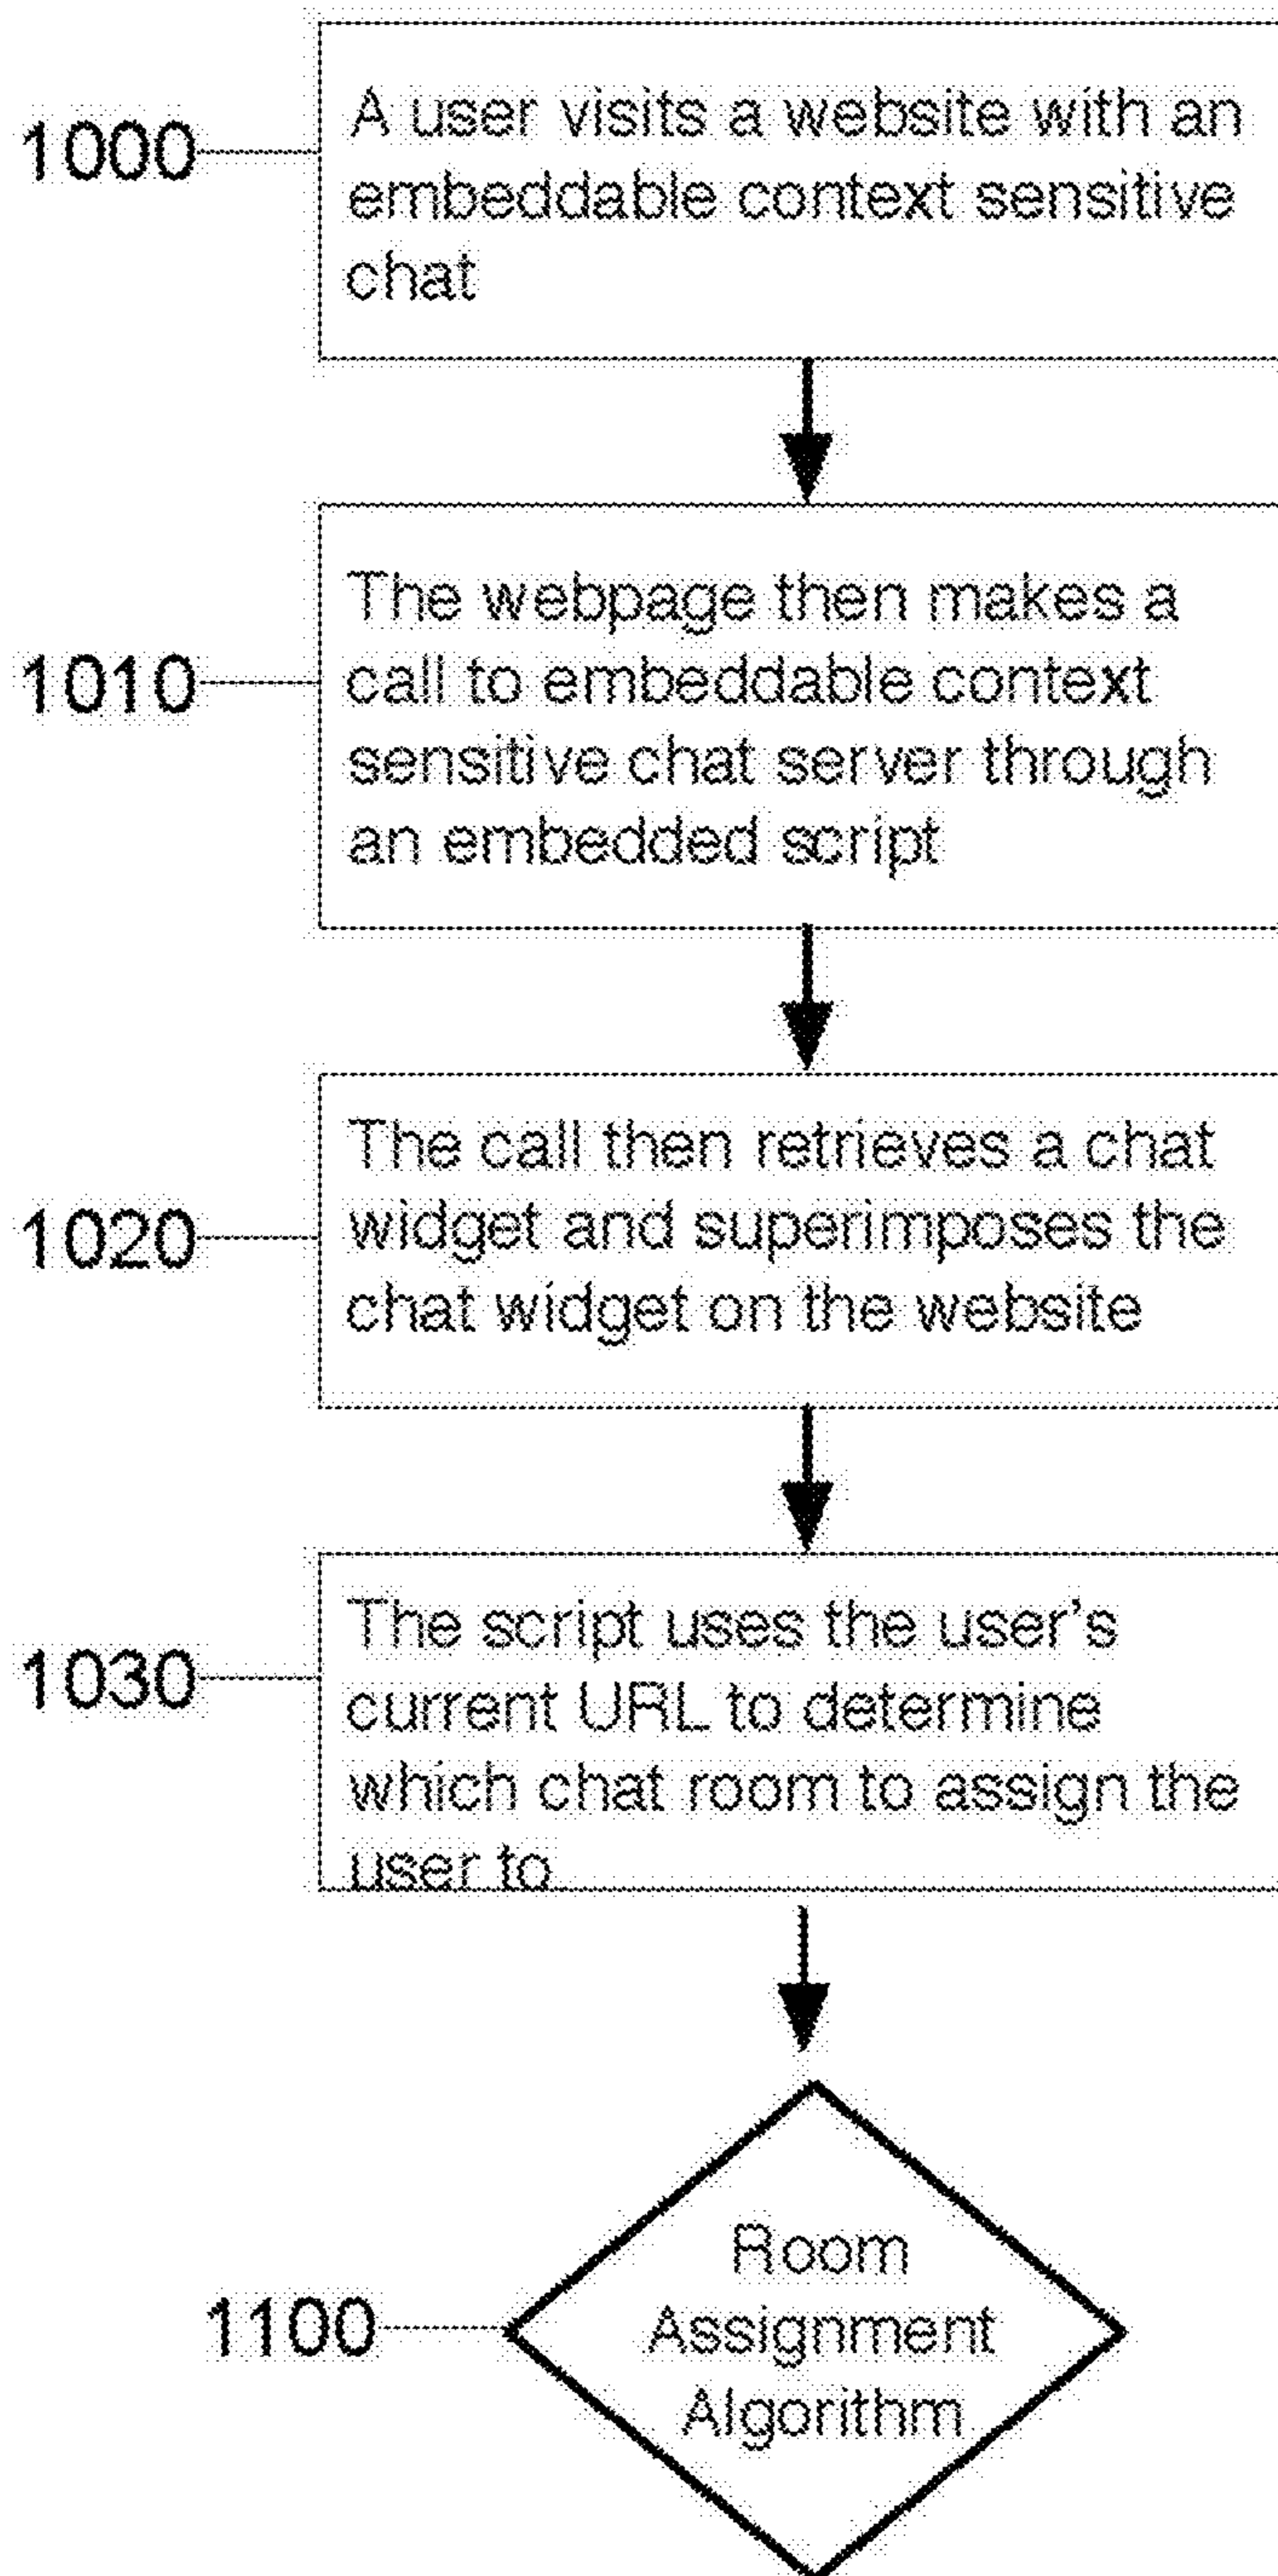 1000
A user visits a website with an
embeddable context sensitive
chat
1010
The webpage then makes a
call to embeddable context
sensitive chat server through
an embedded script
1020
The call then retrieves a chat
widget and superimposes the
chat widget on the website
1030
The script uses the user's
current URL to determine
which chat room to assign the
user to
1100
Room
Assignment
Algorithm